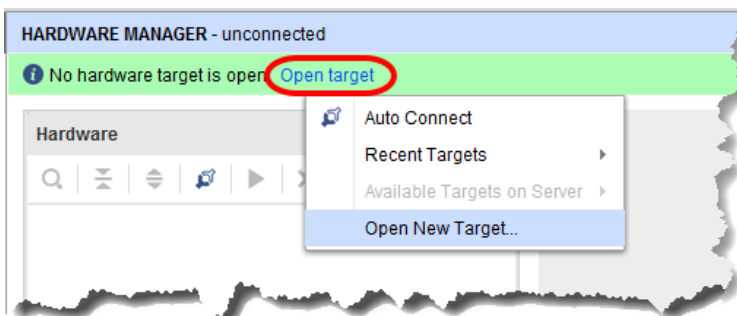 HARDWARE MANAGER - unconnected
No hardware target is open Open target
Auto Connect
Hardware
Recent Targets
Available Targets on Server
Open New Target...